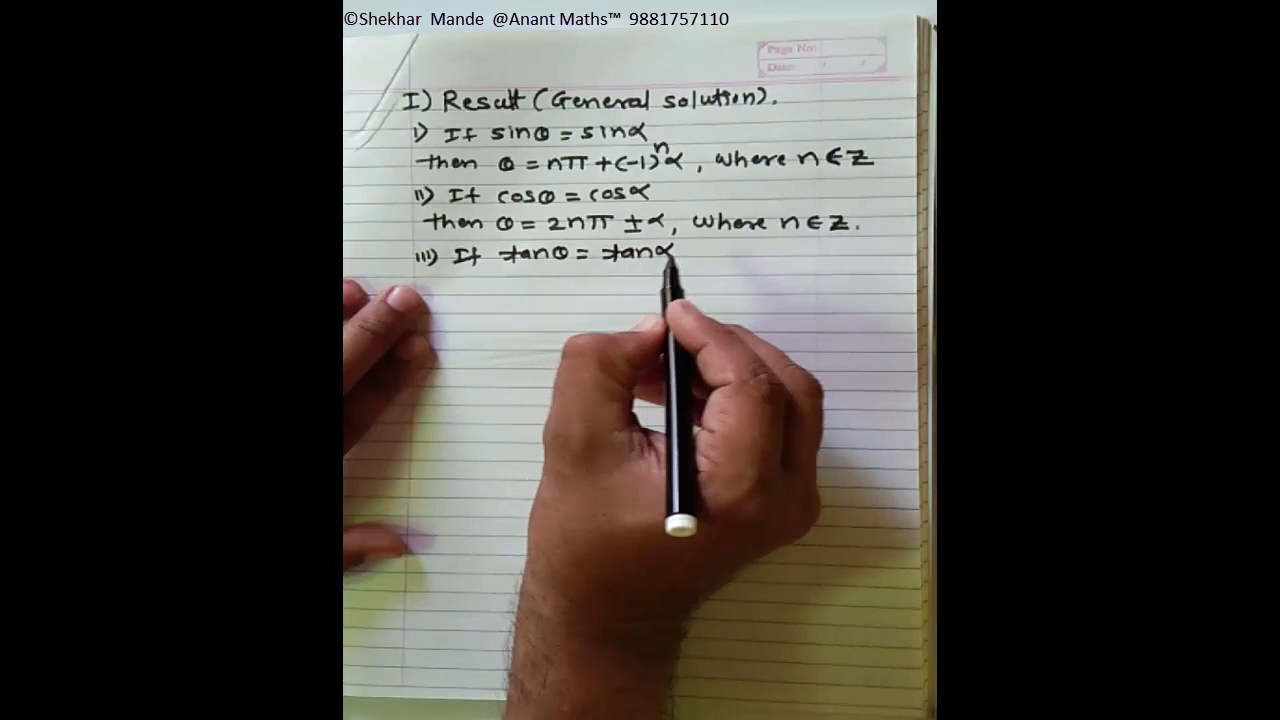 ©Shekhar Mande @Anant Maths™ 9881757110
Page No:
Date: / /
I) Result (General solution).
i) If sinθ = sinα
then θ = nπ + (-1)ⁿα, where n ∈ Z
ii) If cosθ = cosα
then θ = 2nπ ± α, where n ∈ Z.
iii) If tanθ = tanα